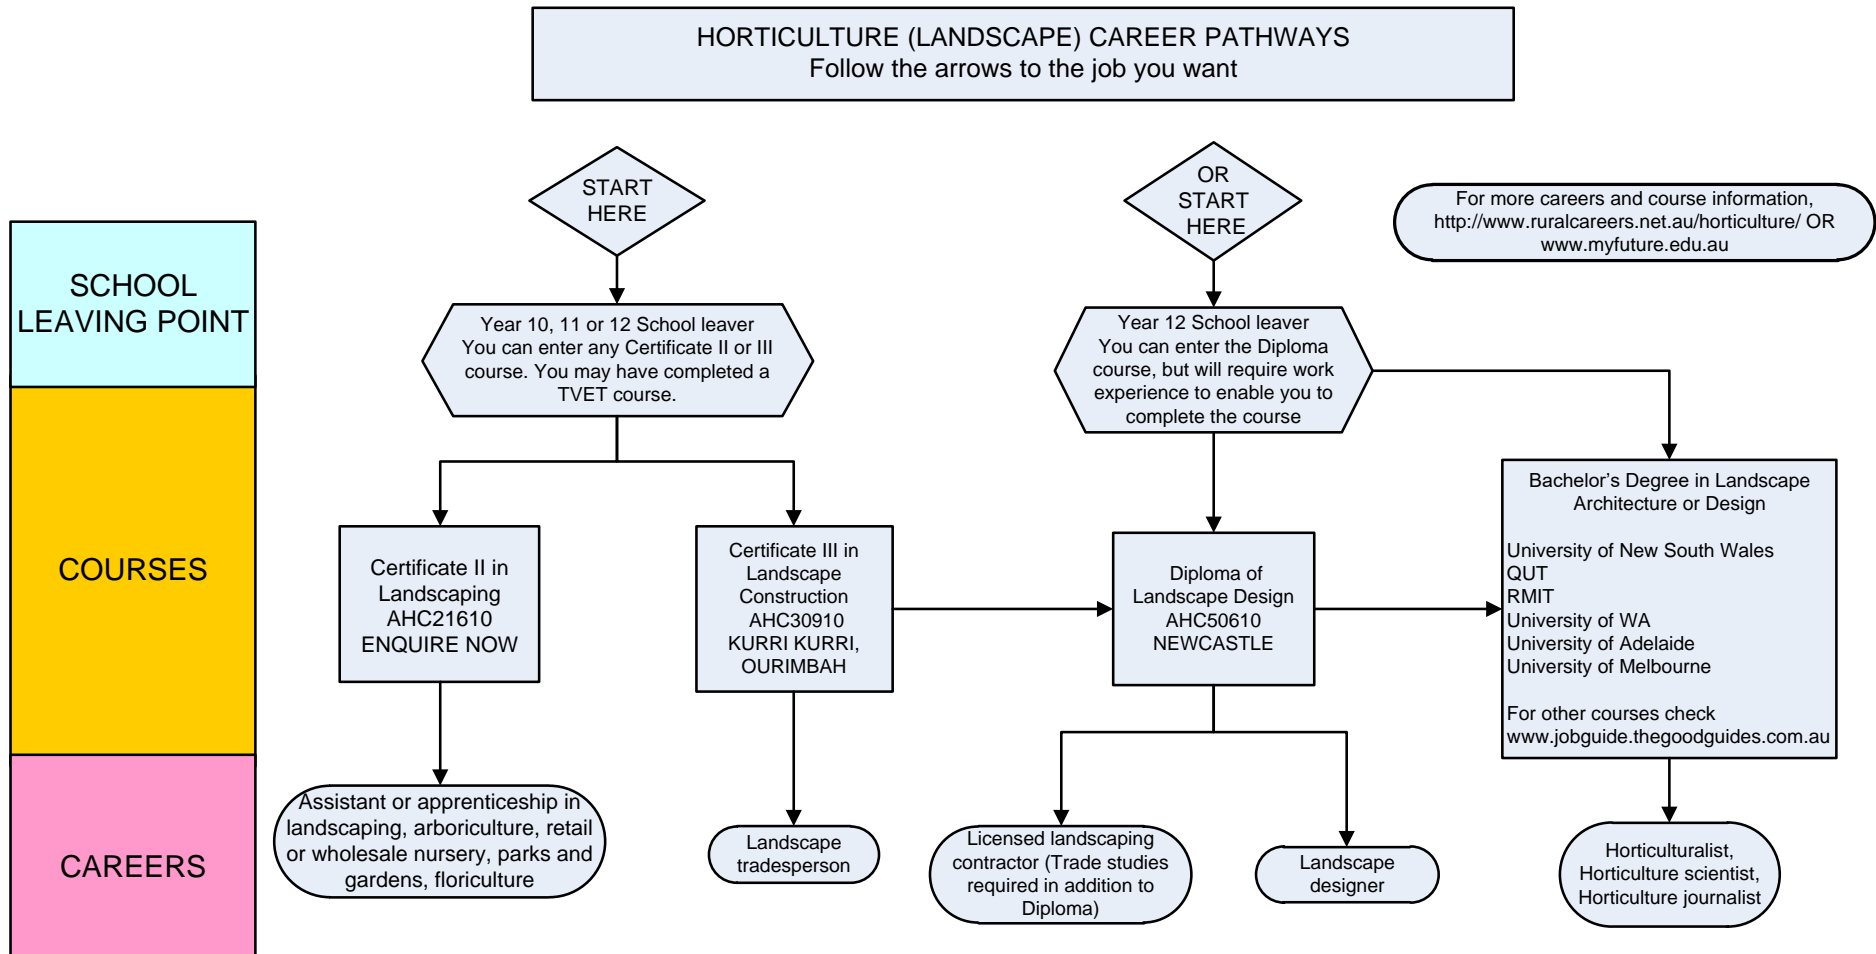 HORTICULTURE (LANDSCAPE) CAREER PATHWAYS
Follow the arrows to the job you want
START
HERE
OR
START
HERE
For more careers and course information,
http://www.ruralcareers.net.au/horticulture/ OR
www.myfuture.edu.au
SCHOOL
LEAVING POINT
Year 10, 11 or 12 School leaver
You can enter any Certificate II or III
course. You may have completed a
TVET course.
Year 12 School leaver
You can enter the Diploma
course, but will require work
experience to enable you to
complete the course
COURSES
Certificate II in
Landscaping
AHC21610
ENQUIRE NOW
Certificate III in
Landscape
Construction
AHC30910
KURRI KURRI,
OURIMBAH
Diploma of
Landscape Design
AHC50610
NEWCASTLE
Bachelor's Degree in Landscape
Architecture or Design
University of New South Wales
QUT
RMIT
University of WA
University of Adelaide
University of Melbourne
For other courses check
www.jobguide.thegoodguides.com.au
CAREERS
Assistant or apprenticeship in
landscaping, arboriculture, retail
or wholesale nursery, parks and
gardens, floriculture
Landscape
tradesperson
Licensed landscaping
contractor (Trade studies
required in addition to
Diploma)
Landscape
designer
Horticulturalist,
Horticulture scientist,
Horticulture journalist